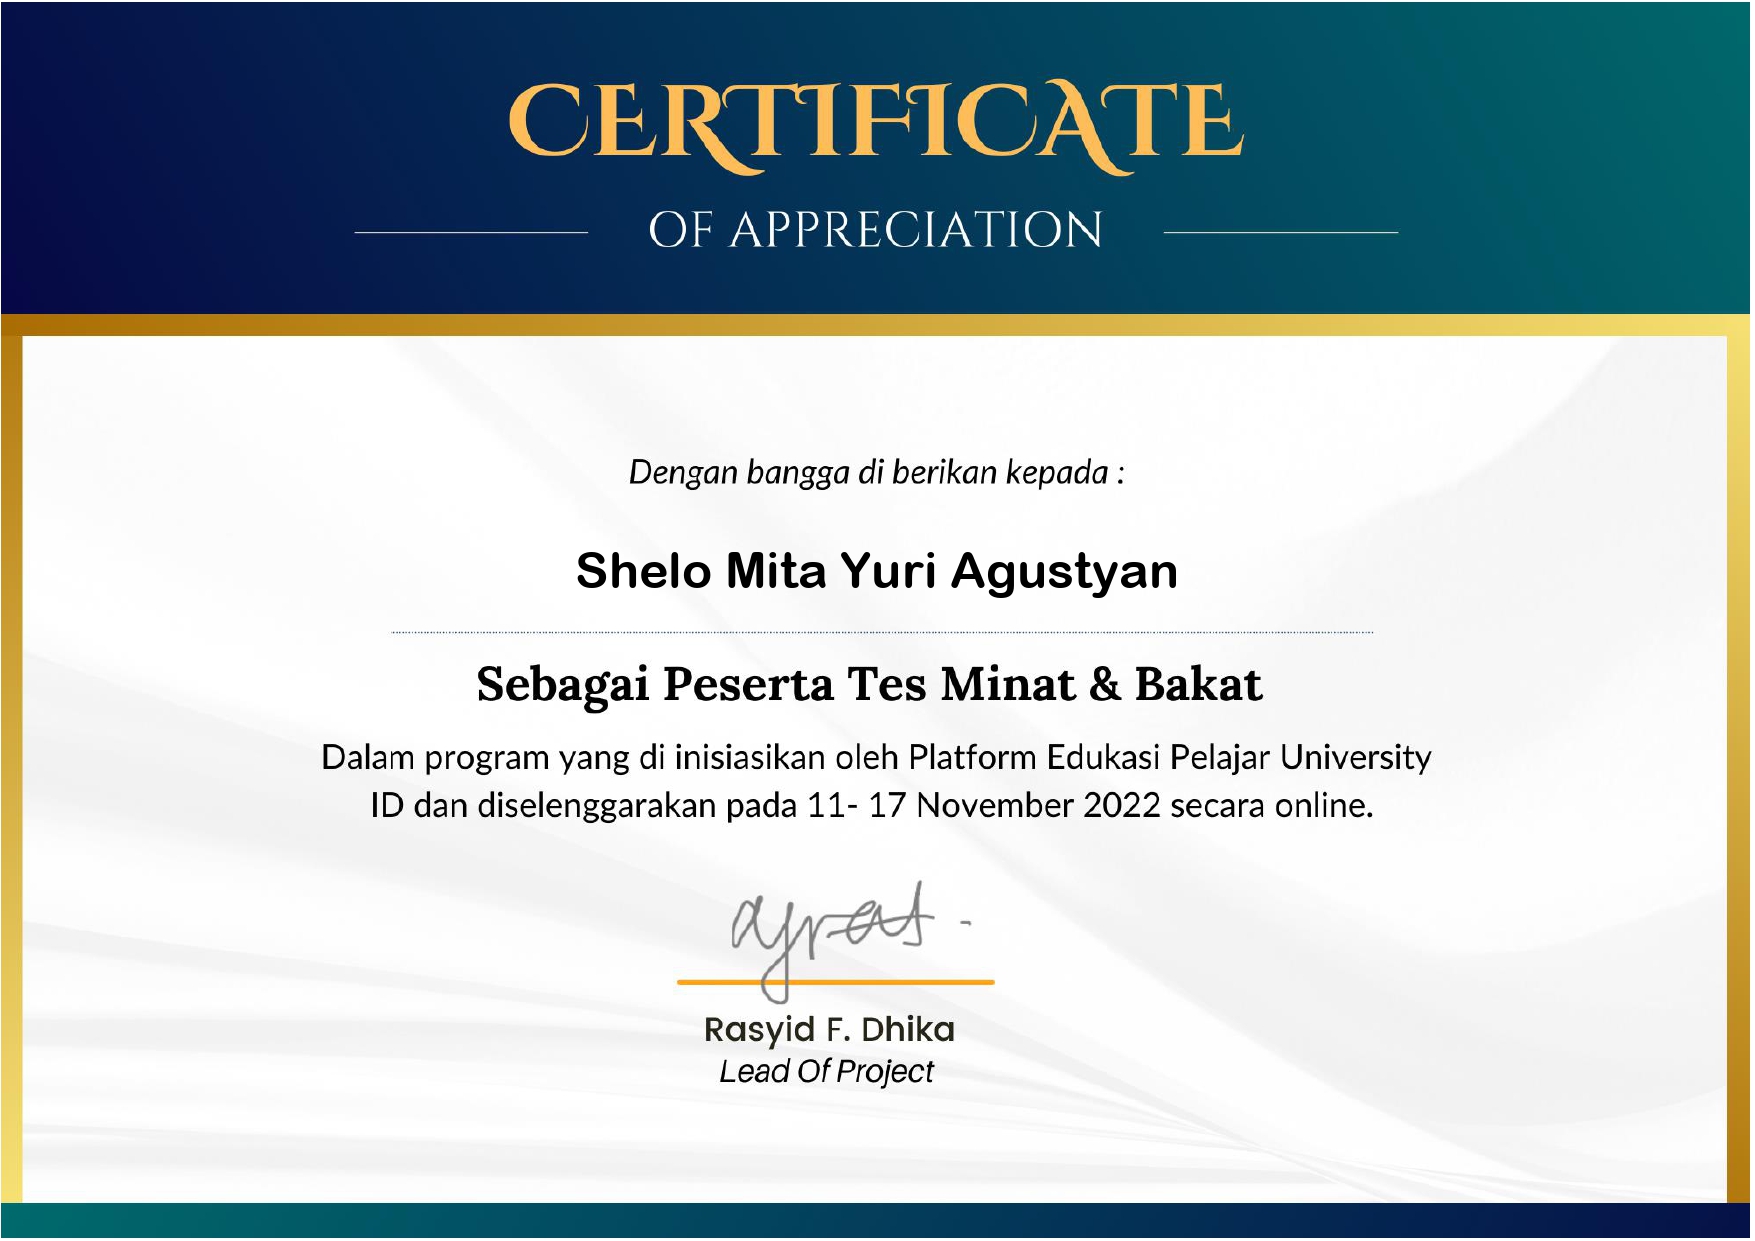 CERTIFICATE
OF APPRECIATION
Dengan bangga di berikan kepada :
Shelo Mita Yuri Agustyan
Sebagai Peserta Tes Minat & Bakat
Dalam program yang di inisiasikan oleh Platform Edukasi Pelajar University
ID dan diselenggarakan pada 11- 17 November 2022 secara online.
Rasyid F. Dhika
Lead Of Project